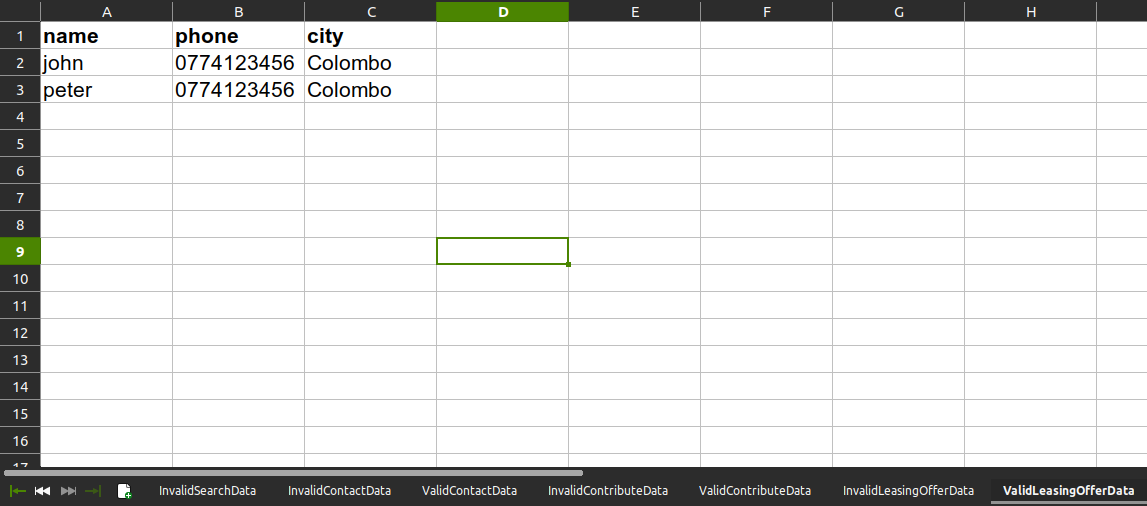 A B C D E F G H
1 name phone city
2 john 0774123456 Colombo
3 peter 0774123456 Colombo
4
5
6
7
8
9
10
11
12
13
14
15
16
17
InvalidSearchData InvalidContactData ValidContactData InvalidContributeData ValidContributeData InvalidLeasingOfferData ValidLeasingOfferData